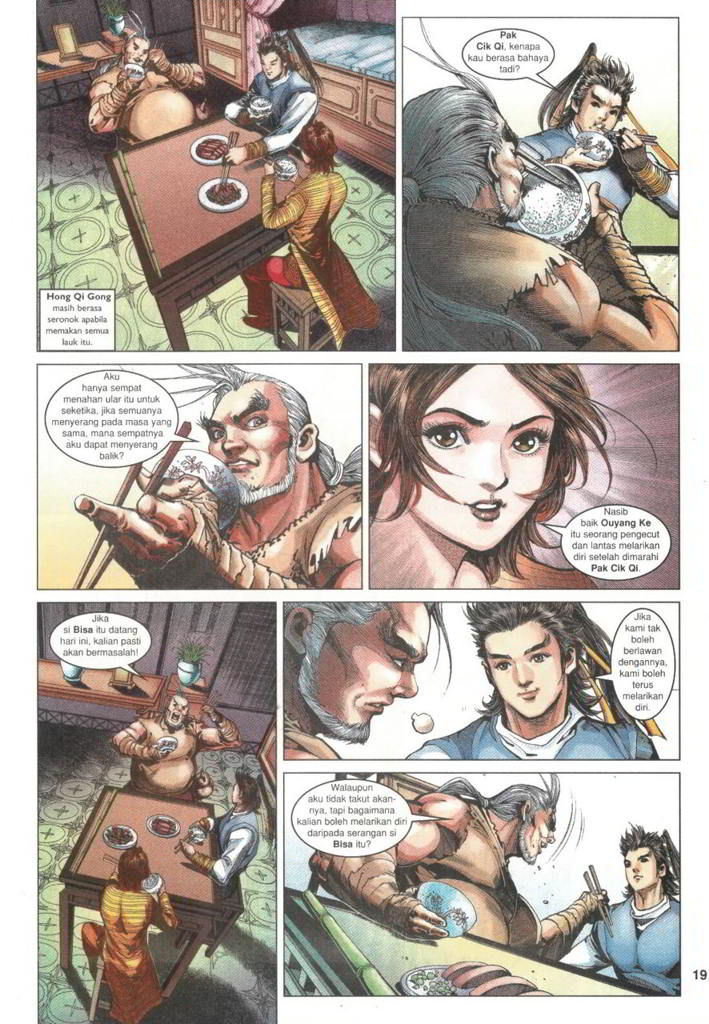 Hong Qi Gong
masih berasa
seronok apabila
memakan semua
lauk itu.
Pak
Cik Qi, kenapa
kau berasa bahaya
tadi?
Aku
hanya sempat
menahan ular itu untuk
seketika, jika semuanya
menyerang pada masa yang
sama, mana sempatnya
aku dapat menyerang
balik?
Nasib
baik Ouyang Ke
itu seorang pengecut
dan lantas melarikan
diri setelah dimarahi
Pak Cik Qi.
Jika
si Bisa itu datang
hari ini, kalian pasti
akan bermasalah!
Jika
kami tak
boleh
berlawan
dengannya,
kami boleh
terus
melarikan
diri.
Walaupun
aku tidak takut akan-
nya, tapi bagaimana
kalian boleh melarikan diri
daripada serangan si
Bisa itu?
19